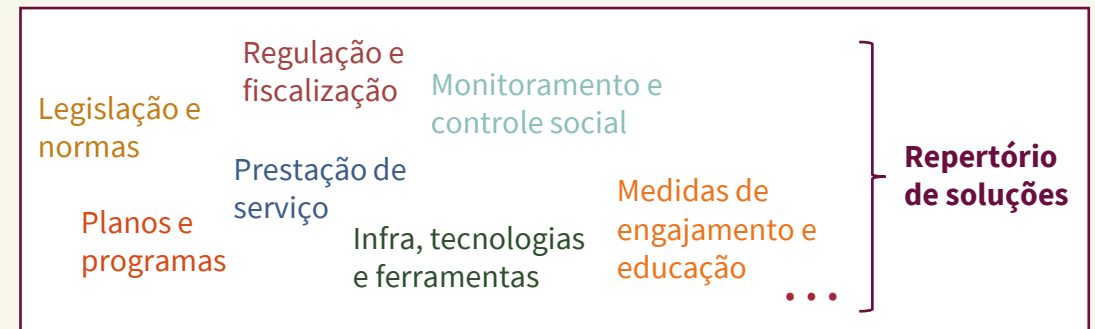 Regulação e
fiscalização
Monitoramento e
controle social
Legislação e
normas
Prestação de
serviço
Repertório
de soluções
Medidas de
engajamento e
educação
Planos e
programas
Infra, tecnologias
e ferramentas
...